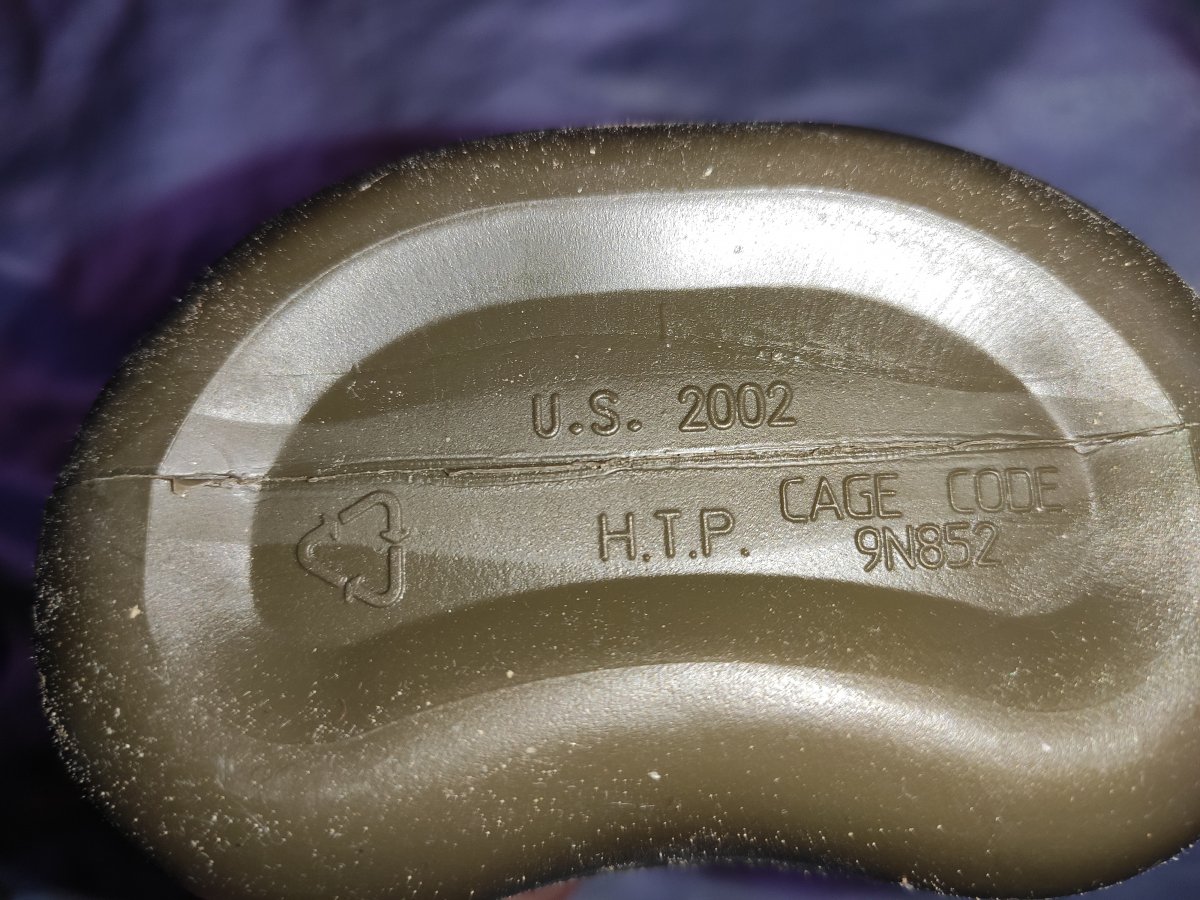 U.S. 2002
H.T.P.
CAGE CODE
9N852